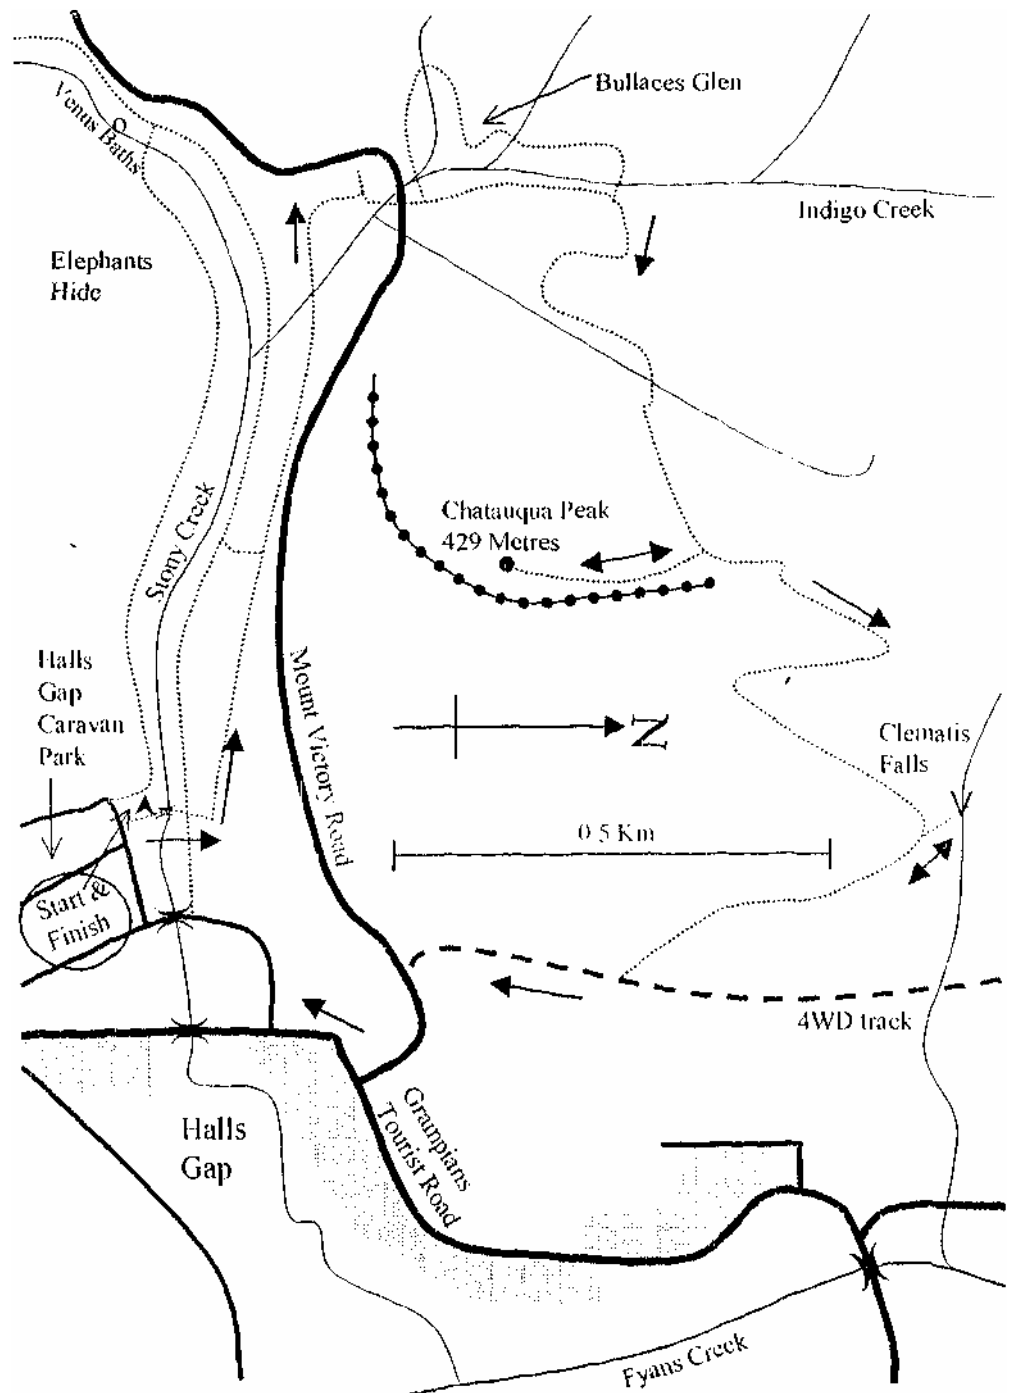 Bullaces Glen
Venus Baths
Indigo Creek
Elephants
Hide
Stony Creek
Chatauqua Peak
429 Metres
Halls
Gap
Caravan
Park
Mount Victory Road
N
Clematis
Falls
0.5 Km
Start &
Finish
4WD track
Halls
Gap
Grampians
Tourist Road
Fyans Creek